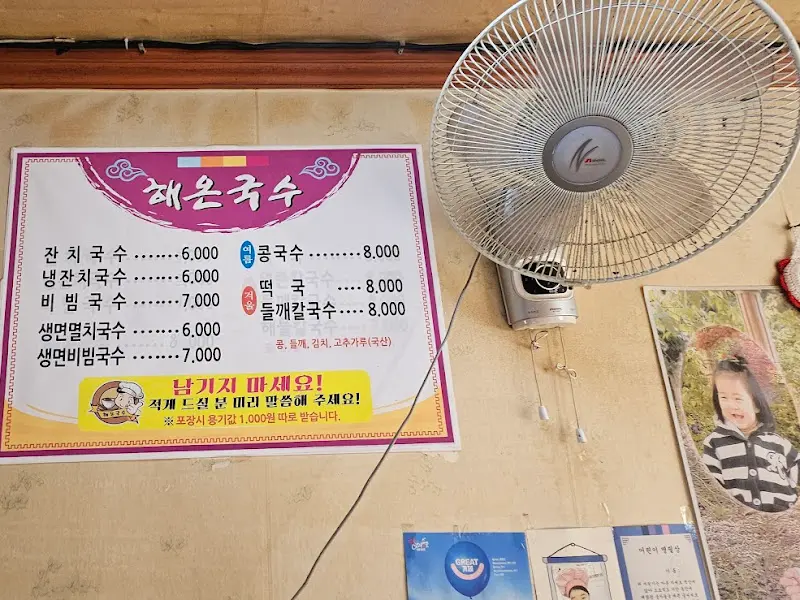 해온국수
잔치국수 ······· 6,000
냉잔치국수 ······· 6,000
비빔국수 ······· 7,000
생면멸치국수 ······· 6,000
생면비빔국수 ······· 7,000
여름 콩국수 ········ 8,000
겨울 떡국 ···· 8,000
들깨칼국수 ···· 8,000
콩, 들깨, 김치, 고추가루(국산)
남기지 마세요!
적게 드실 분 미리 말씀해 주세요!
※ 포장시 용기값 1,000원 따로 받습니다.
GREAT